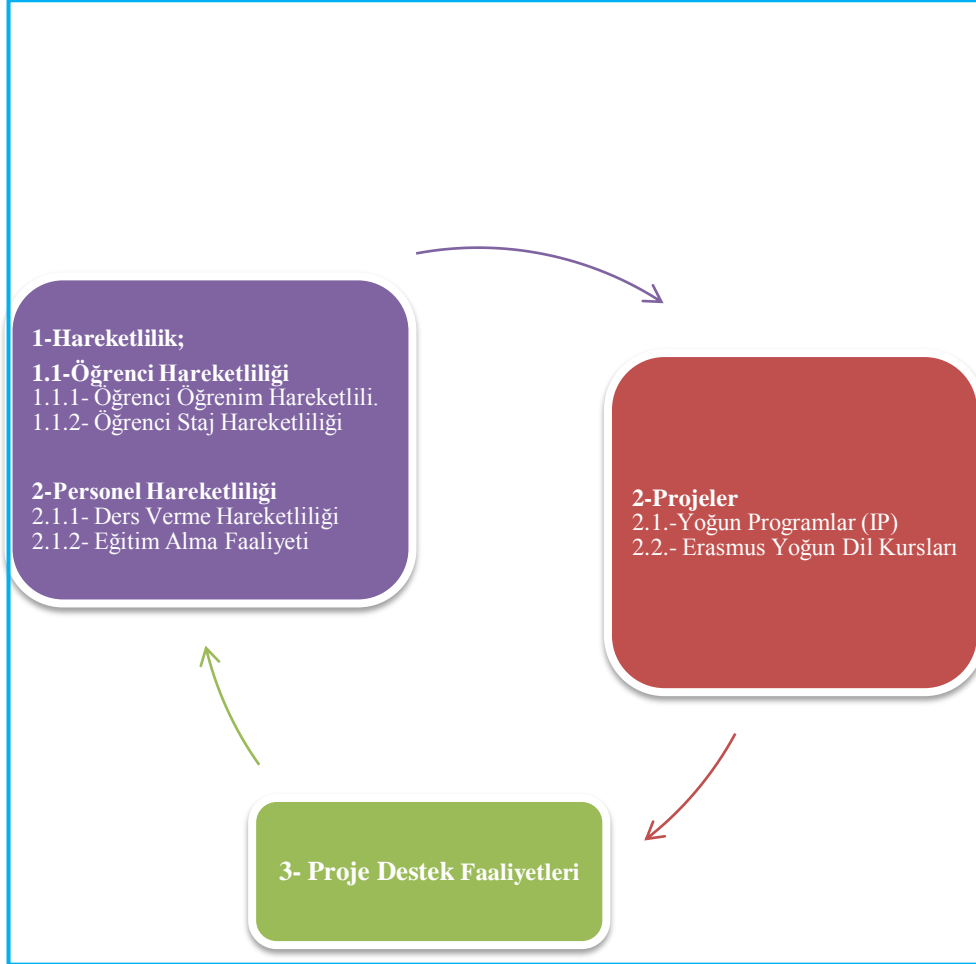 1-Hareketlilik;
1.1-Öğrenci Hareketliliği
1.1.1- Öğrenci Öğrenim Hareketlili.
1.1.2- Öğrenci Staj Hareketliliği
2-Personel Hareketliliği
2.1.1- Ders Verme Hareketliliği
2.1.2- Eğitim Alma Faaliyeti
2-Projeler
2.1.-Yoğun Programlar (IP)
2.2.- Erasmus Yoğun Dil Kursları
3- Proje Destek Faaliyetleri